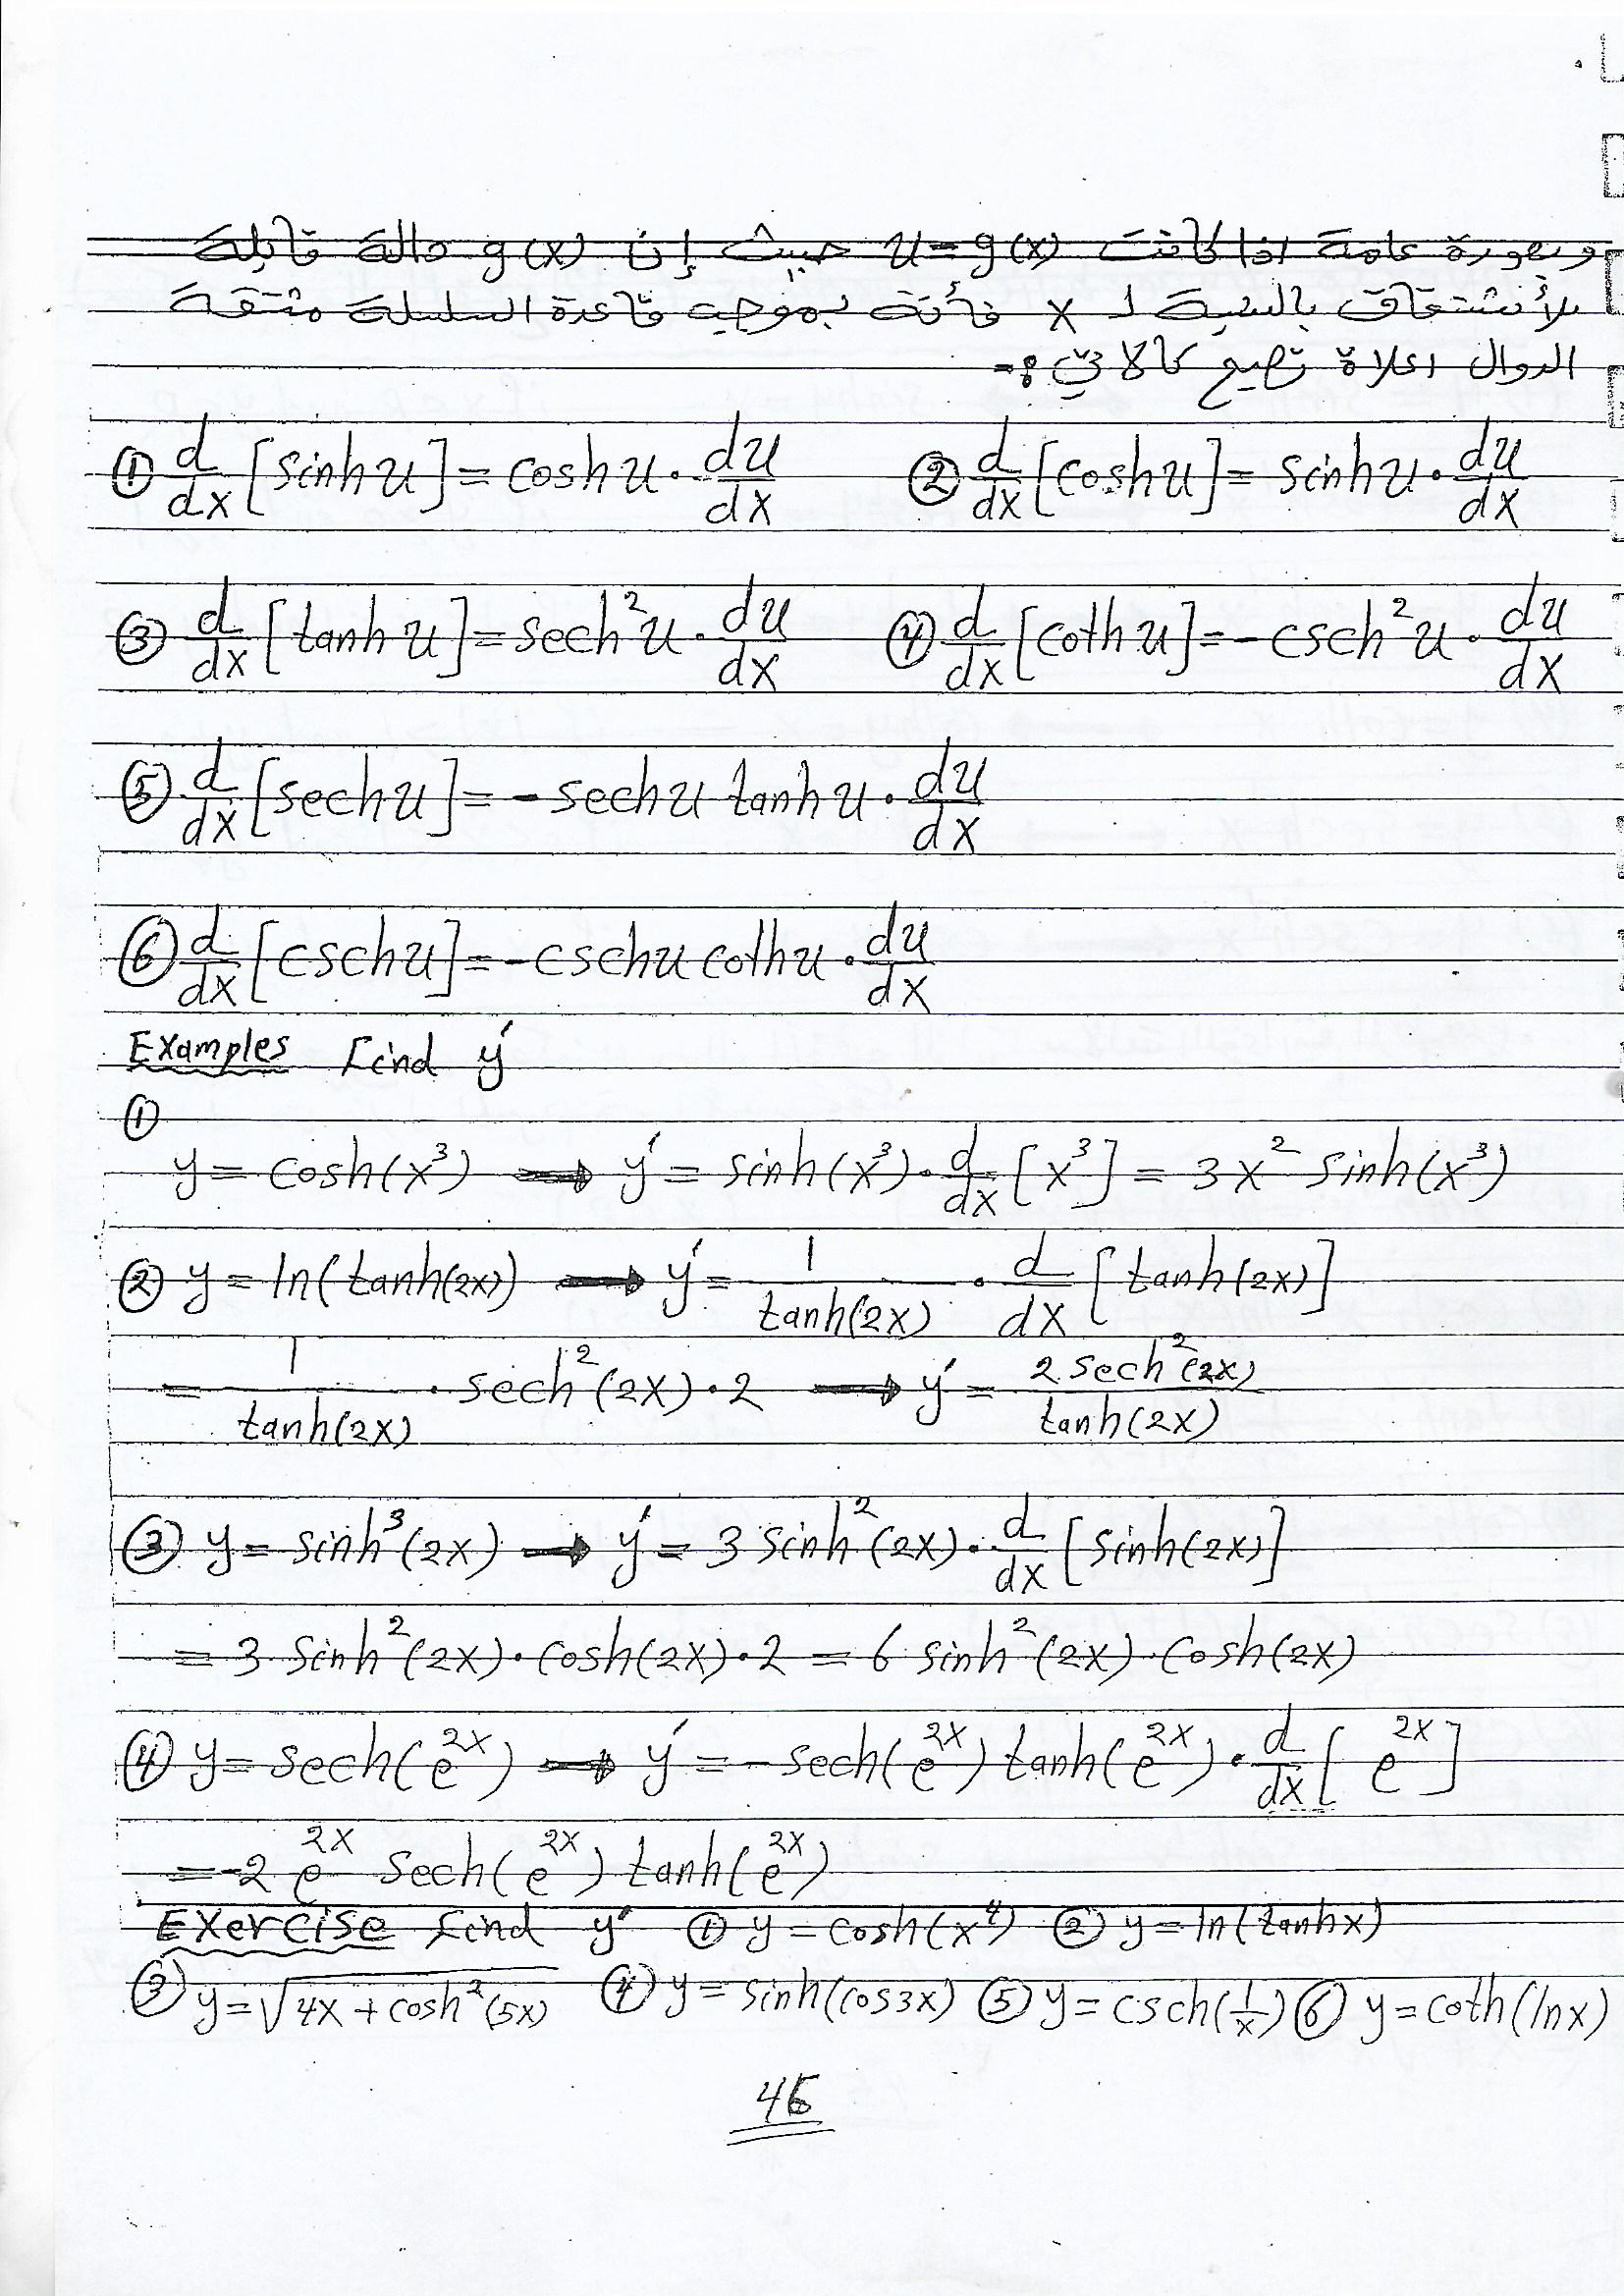 وبصورة عامة اذا كانت u = g(x) حيث إن g(x) دالة قابلة
للأشتقاق بالنسبة لـ x فأنة بموجب قاعدة السلسلة مشتقة
الدوال اعلاة تصبح كالاتي :-
① d/dx [sinh u] = cosh u · du/dx ② d/dx [cosh u] = sinh u · du/dx
③ d/dx [tanh u] = sech² u · du/dx ④ d/dx [coth u] = -csch² u · du/dx
⑤ d/dx [sech u] = -sech u tanh u · du/dx
⑥ d/dx [csch u] = -csch u coth u · du/dx
Examples Find y'
①
y = cosh(x³) ⟶ y' = sinh(x³) · d/dx [x³] = 3x² sinh(x³)
② y = ln(tanh(2x)) ⟶ y' = 1/tanh(2x) · d/dx [tanh(2x)]
= 1/tanh(2x) · sech²(2x) · 2 ⟶ y' = 2 sech²(2x)/tanh(2x)
③ y = sinh³(2x) ⟶ y' = 3 sinh²(2x) · d/dx [sinh(2x)]
= 3 sinh²(2x) · cosh(2x) · 2 = 6 sinh²(2x) · cosh(2x)
④ y = sech(e^2x) ⟶ y' = -sech(e^2x) tanh(e^2x) · d/dx [e^2x]
= -2 e^2x sech(e^2x) tanh(e^2x)
Exercise find y' ① y = cosh(x⁴) ② y = ln(tanh x)
③ y = √(4x + cosh²(5x)) ④ y = sinh(cos3x) ⑤ y = csch(1/x) ⑥ y = coth(ln x)
46